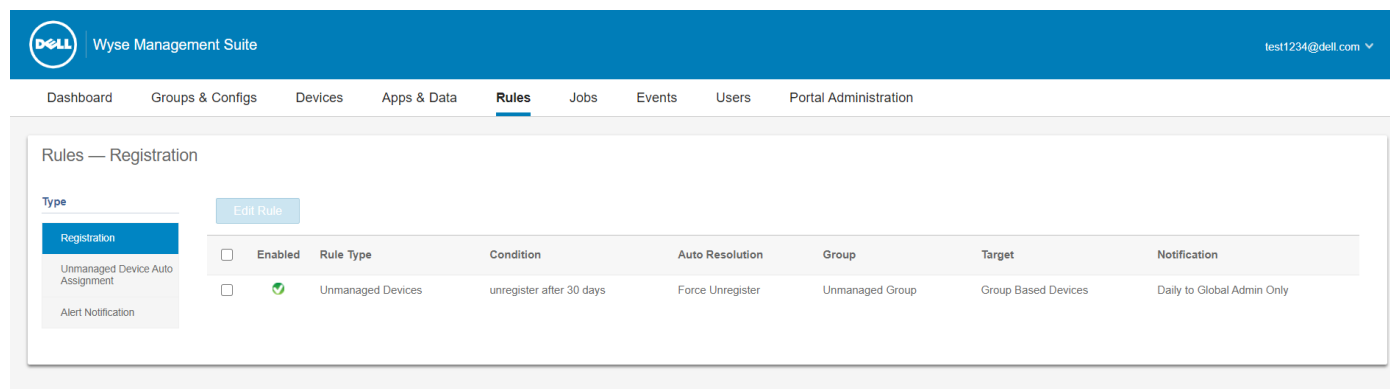 DELL
Wyse Management Suite
test1234@dell.com
Dashboard Groups & Configs Devices Apps & Data Rules Jobs Events Users Portal Administration
Rules — Registration
Type
Edit Rule
Registration
Unmanaged Device Auto
Assignment
Alert Notification
Enabled Rule Type Condition Auto Resolution Group Target Notification
Unmanaged Devices unregister after 30 days Force Unregister Unmanaged Group Group Based Devices Daily to Global Admin Only